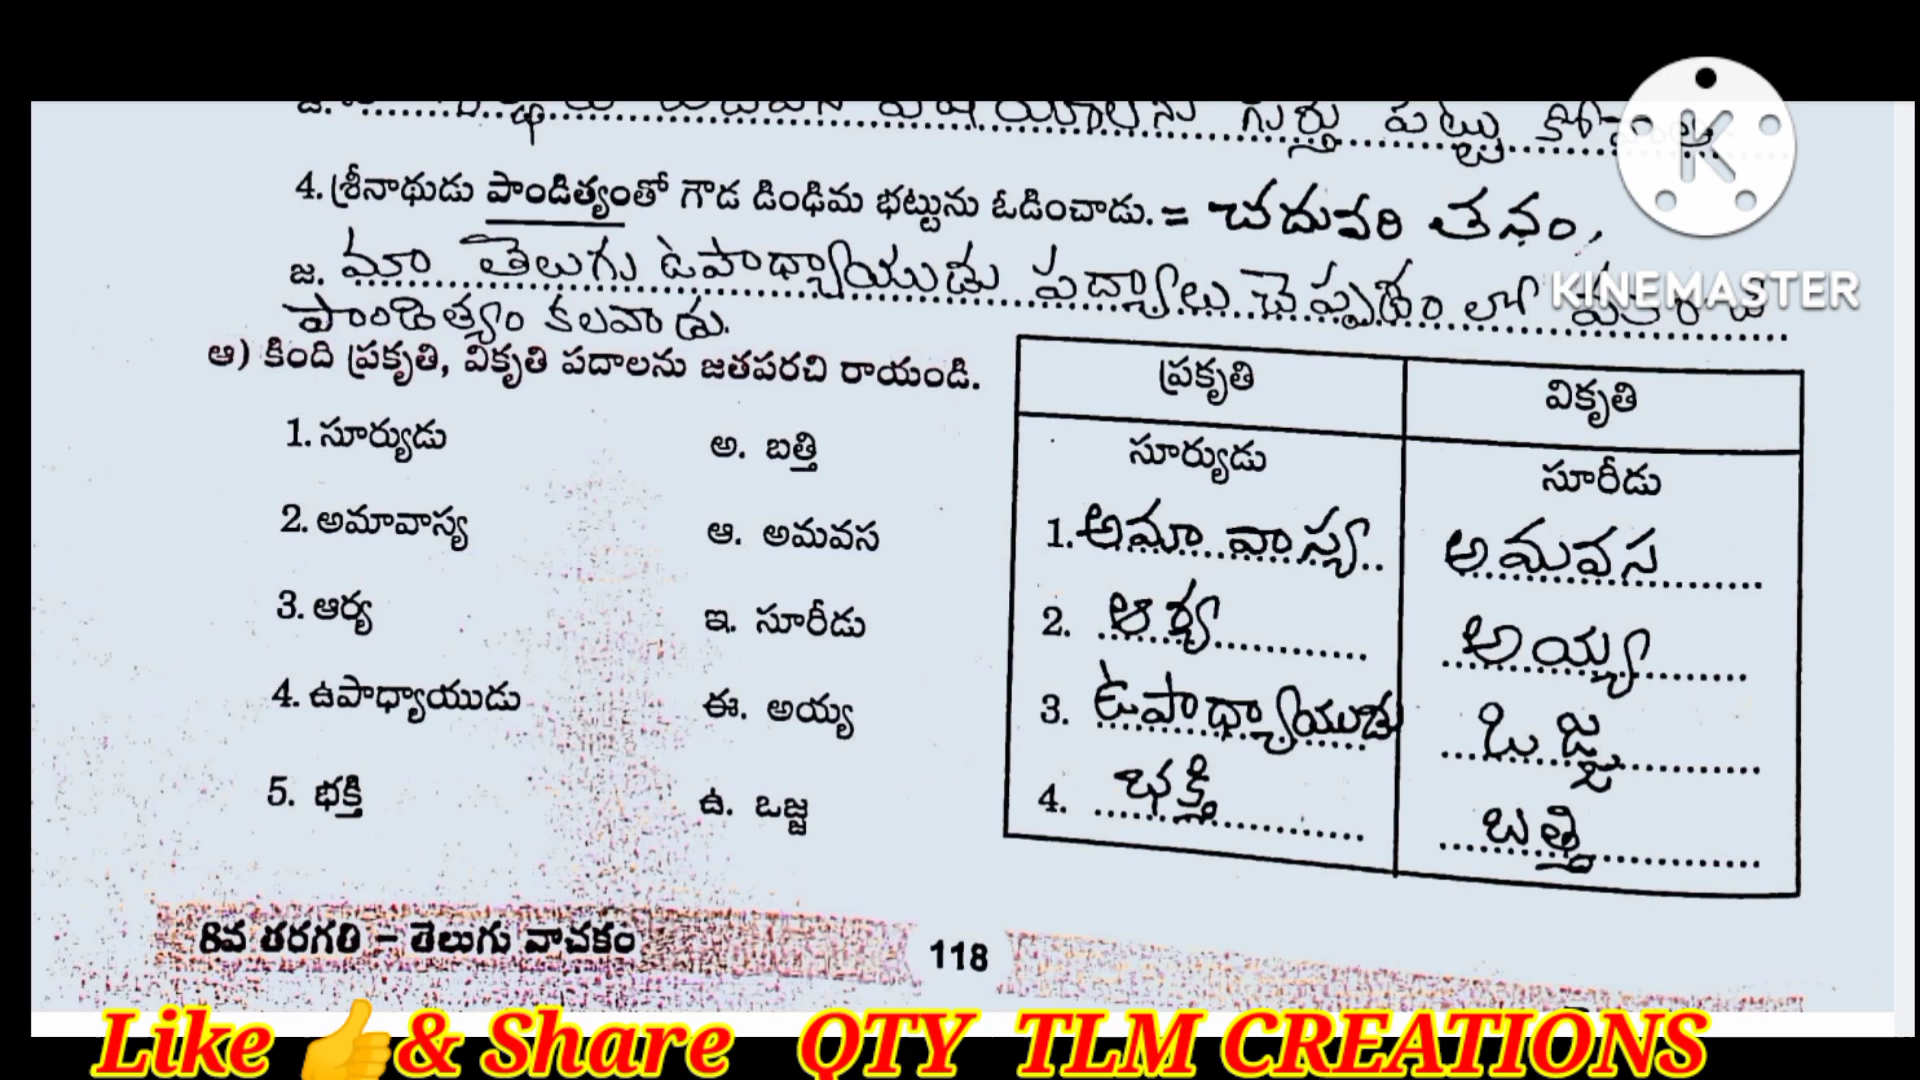 గుర్తు పట్టు
4. శ్రీనాథుడు పాండిత్యంతో గౌడ డిండిమ భట్టును ఓడించాడు. = చదువరి తనం,
జ. మా తెలుగు ఉపాధ్యాయుడు పద్యాలు చెప్పడం లో
పాండిత్యం కలవాడు.
KINEMASTER
ఆ) కింది ప్రకృతి, వికృతి పదాలను జతపరచి రాయండి.
1. సూర్యుడు అ. బత్తి
2. అమావాస్య ఆ. అమవస
3. ఆర్య ఇ. సూరీడు
4. ఉపాధ్యాయుడు ఈ. అయ్య
5. భక్తి ఉ. ఒజ్జ
ప్రకృతి వికృతి
సూర్యుడు సూరీడు
1. అమా వాస్య అమవస
2. ఆర్య అయ్య
3. ఉపాధ్యాయుడు ఒజ్జ
4. భక్తి బత్తి
8వ తరగతి – తెలుగు వాచకం 118
Like 👍& Share QTY TLM CREATIONS